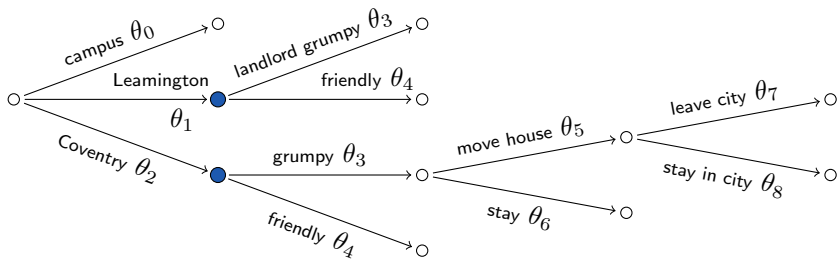 campus θ₀
Leamington
θ₁
Coventry θ₂
landlord grumpy θ₃
friendly θ₄
grumpy θ₃
friendly θ₄
move house θ₅
stay θ₆
leave city θ₇
stay in city θ₈